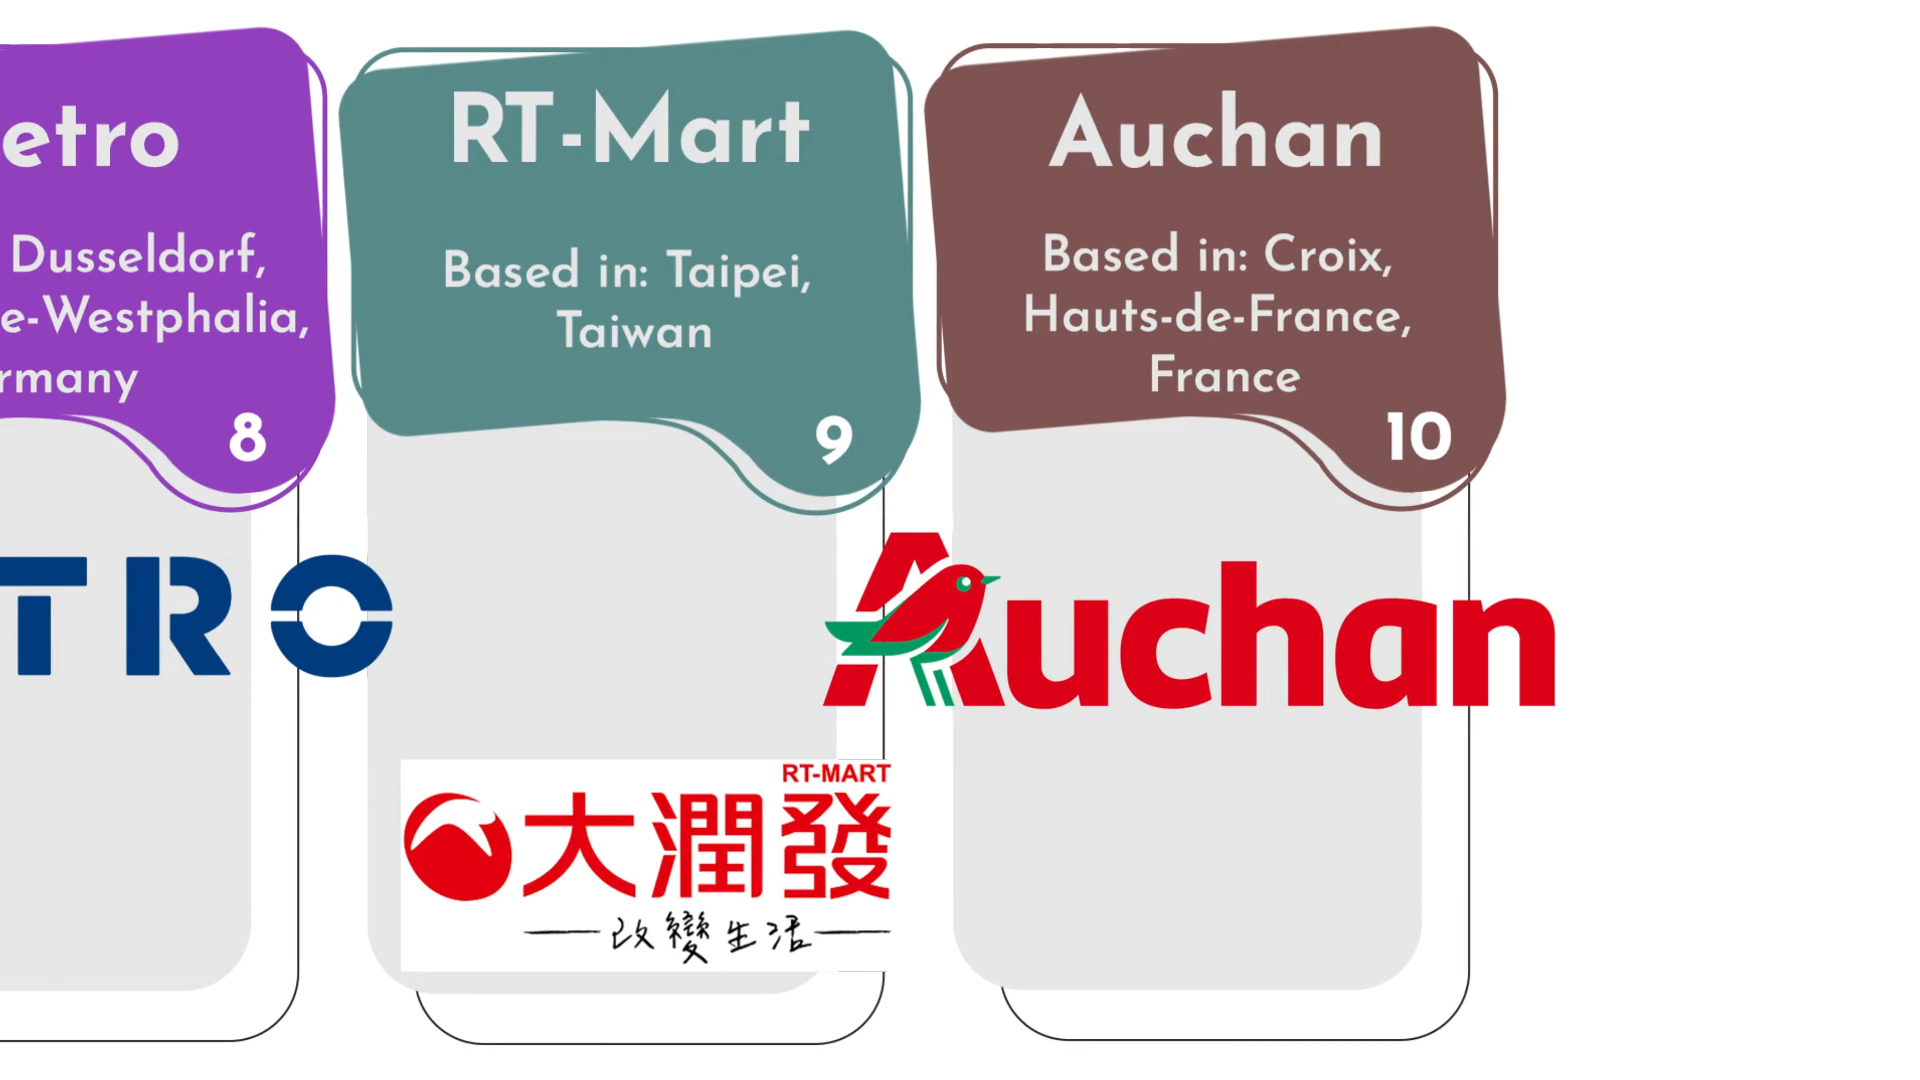 etro
Dusseldorf,
e-Westphalia,
rmany
8
TRO
RT-Mart
Based in: Taipei,
Taiwan
9
RT-MART
大潤發
改變生活
Auchan
Based in: Croix,
Hauts-de-France,
France
10
Auchan